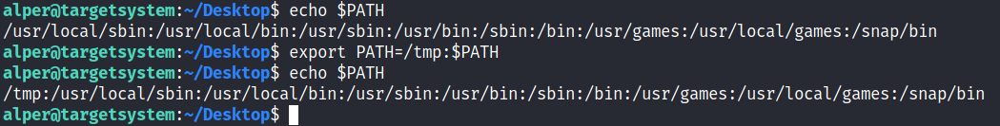 alper@targetsystem:~/Desktop$ echo $PATH
/usr/local/sbin:/usr/local/bin:/usr/sbin:/usr/bin:/sbin:/bin:/usr/games:/usr/local/games:/snap/bin
alper@targetsystem:~/Desktop$ export PATH=/tmp:$PATH
alper@targetsystem:~/Desktop$ echo $PATH
/tmp:/usr/local/sbin:/usr/local/bin:/usr/sbin:/usr/bin:/sbin:/bin:/usr/games:/usr/local/games:/snap/bin
alper@targetsystem:~/Desktop$